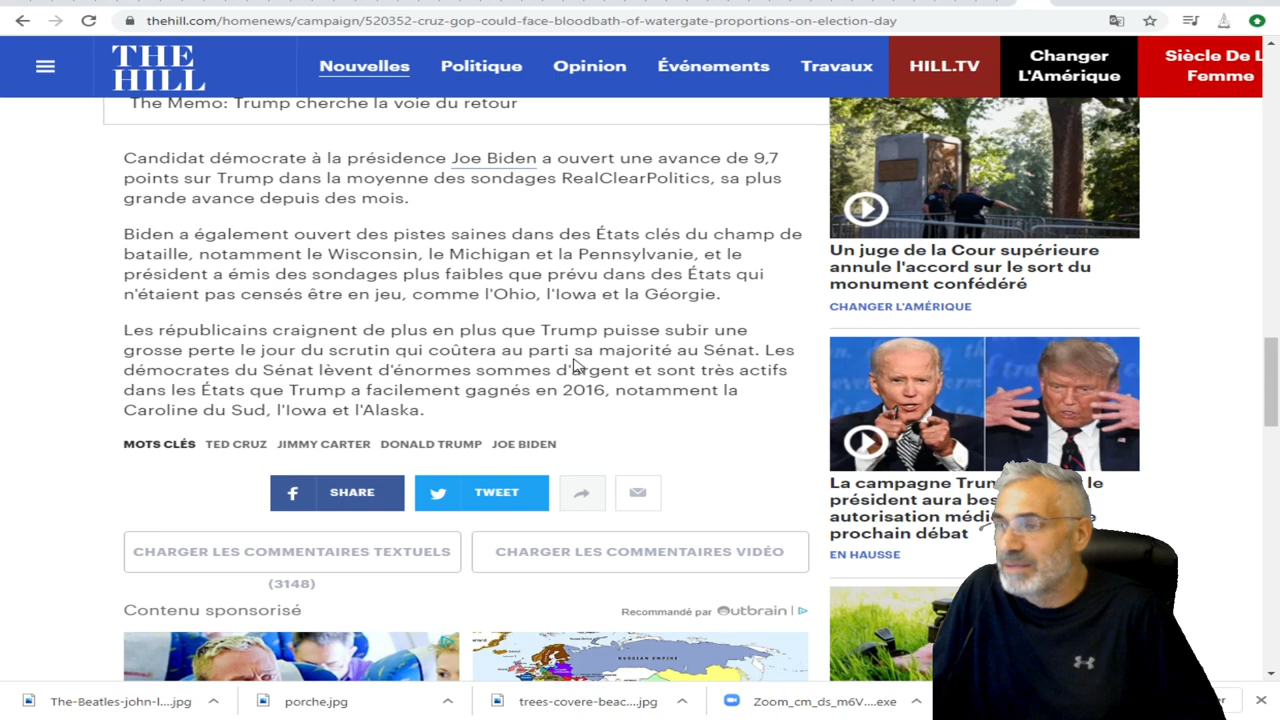 thehill.com/homenews/campaign/520352-cruz-gop-could-face-bloodbath-of-watergate-proportions-on-election-day
THE
HILL
Nouvelles
Politique
Opinion
Événements
Travaux
HILL.TV
Changer
L'Amérique
Siècle De L
Femme
The Memo: Trump cherche la voie du retour
Candidat démocrate à la présidence Joe Biden a ouvert une avance de 9,7
points sur Trump dans la moyenne des sondages RealClearPolitics, sa plus
grande avance depuis des mois.
Biden a également ouvert des pistes saines dans des États clés du champ de
bataille, notamment le Wisconsin, le Michigan et la Pennsylvanie, et le
président a émis des sondages plus faibles que prévu dans des États qui
n'étaient pas censés être en jeu, comme l'Ohio, l'Iowa et la Géorgie.
Les républicains craignent de plus en plus que Trump puisse subir une
grosse perte le jour du scrutin qui coûtera au parti sa majorité au Sénat. Les
démocrates du Sénat lèvent d'énormes sommes d'argent et sont très actifs
dans les États que Trump a facilement gagnés en 2016, notamment la
Caroline du Sud, l'Iowa et l'Alaska.
MOTS CLÉS TED CRUZ JIMMY CARTER DONALD TRUMP JOE BIDEN
SHARE
TWEET
CHARGER LES COMMENTAIRES TEXTUELS
(3148)
CHARGER LES COMMENTAIRES VIDÉO
Contenu sponsorisé
Recommandé par Outbrain
RUSSIAN EMPIRE
Un juge de la Cour supérieure
annule l'accord sur le sort du
monument confédéré
CHANGER L'AMÉRIQUE
La campagne Trum le
président aura bes
autorisation médi e
prochain débat
EN HAUSSE
The-Beatles-john-l....jpg
porche.jpg
trees-covere-beac....jpg
Zoom_cm_ds_m6V....exe